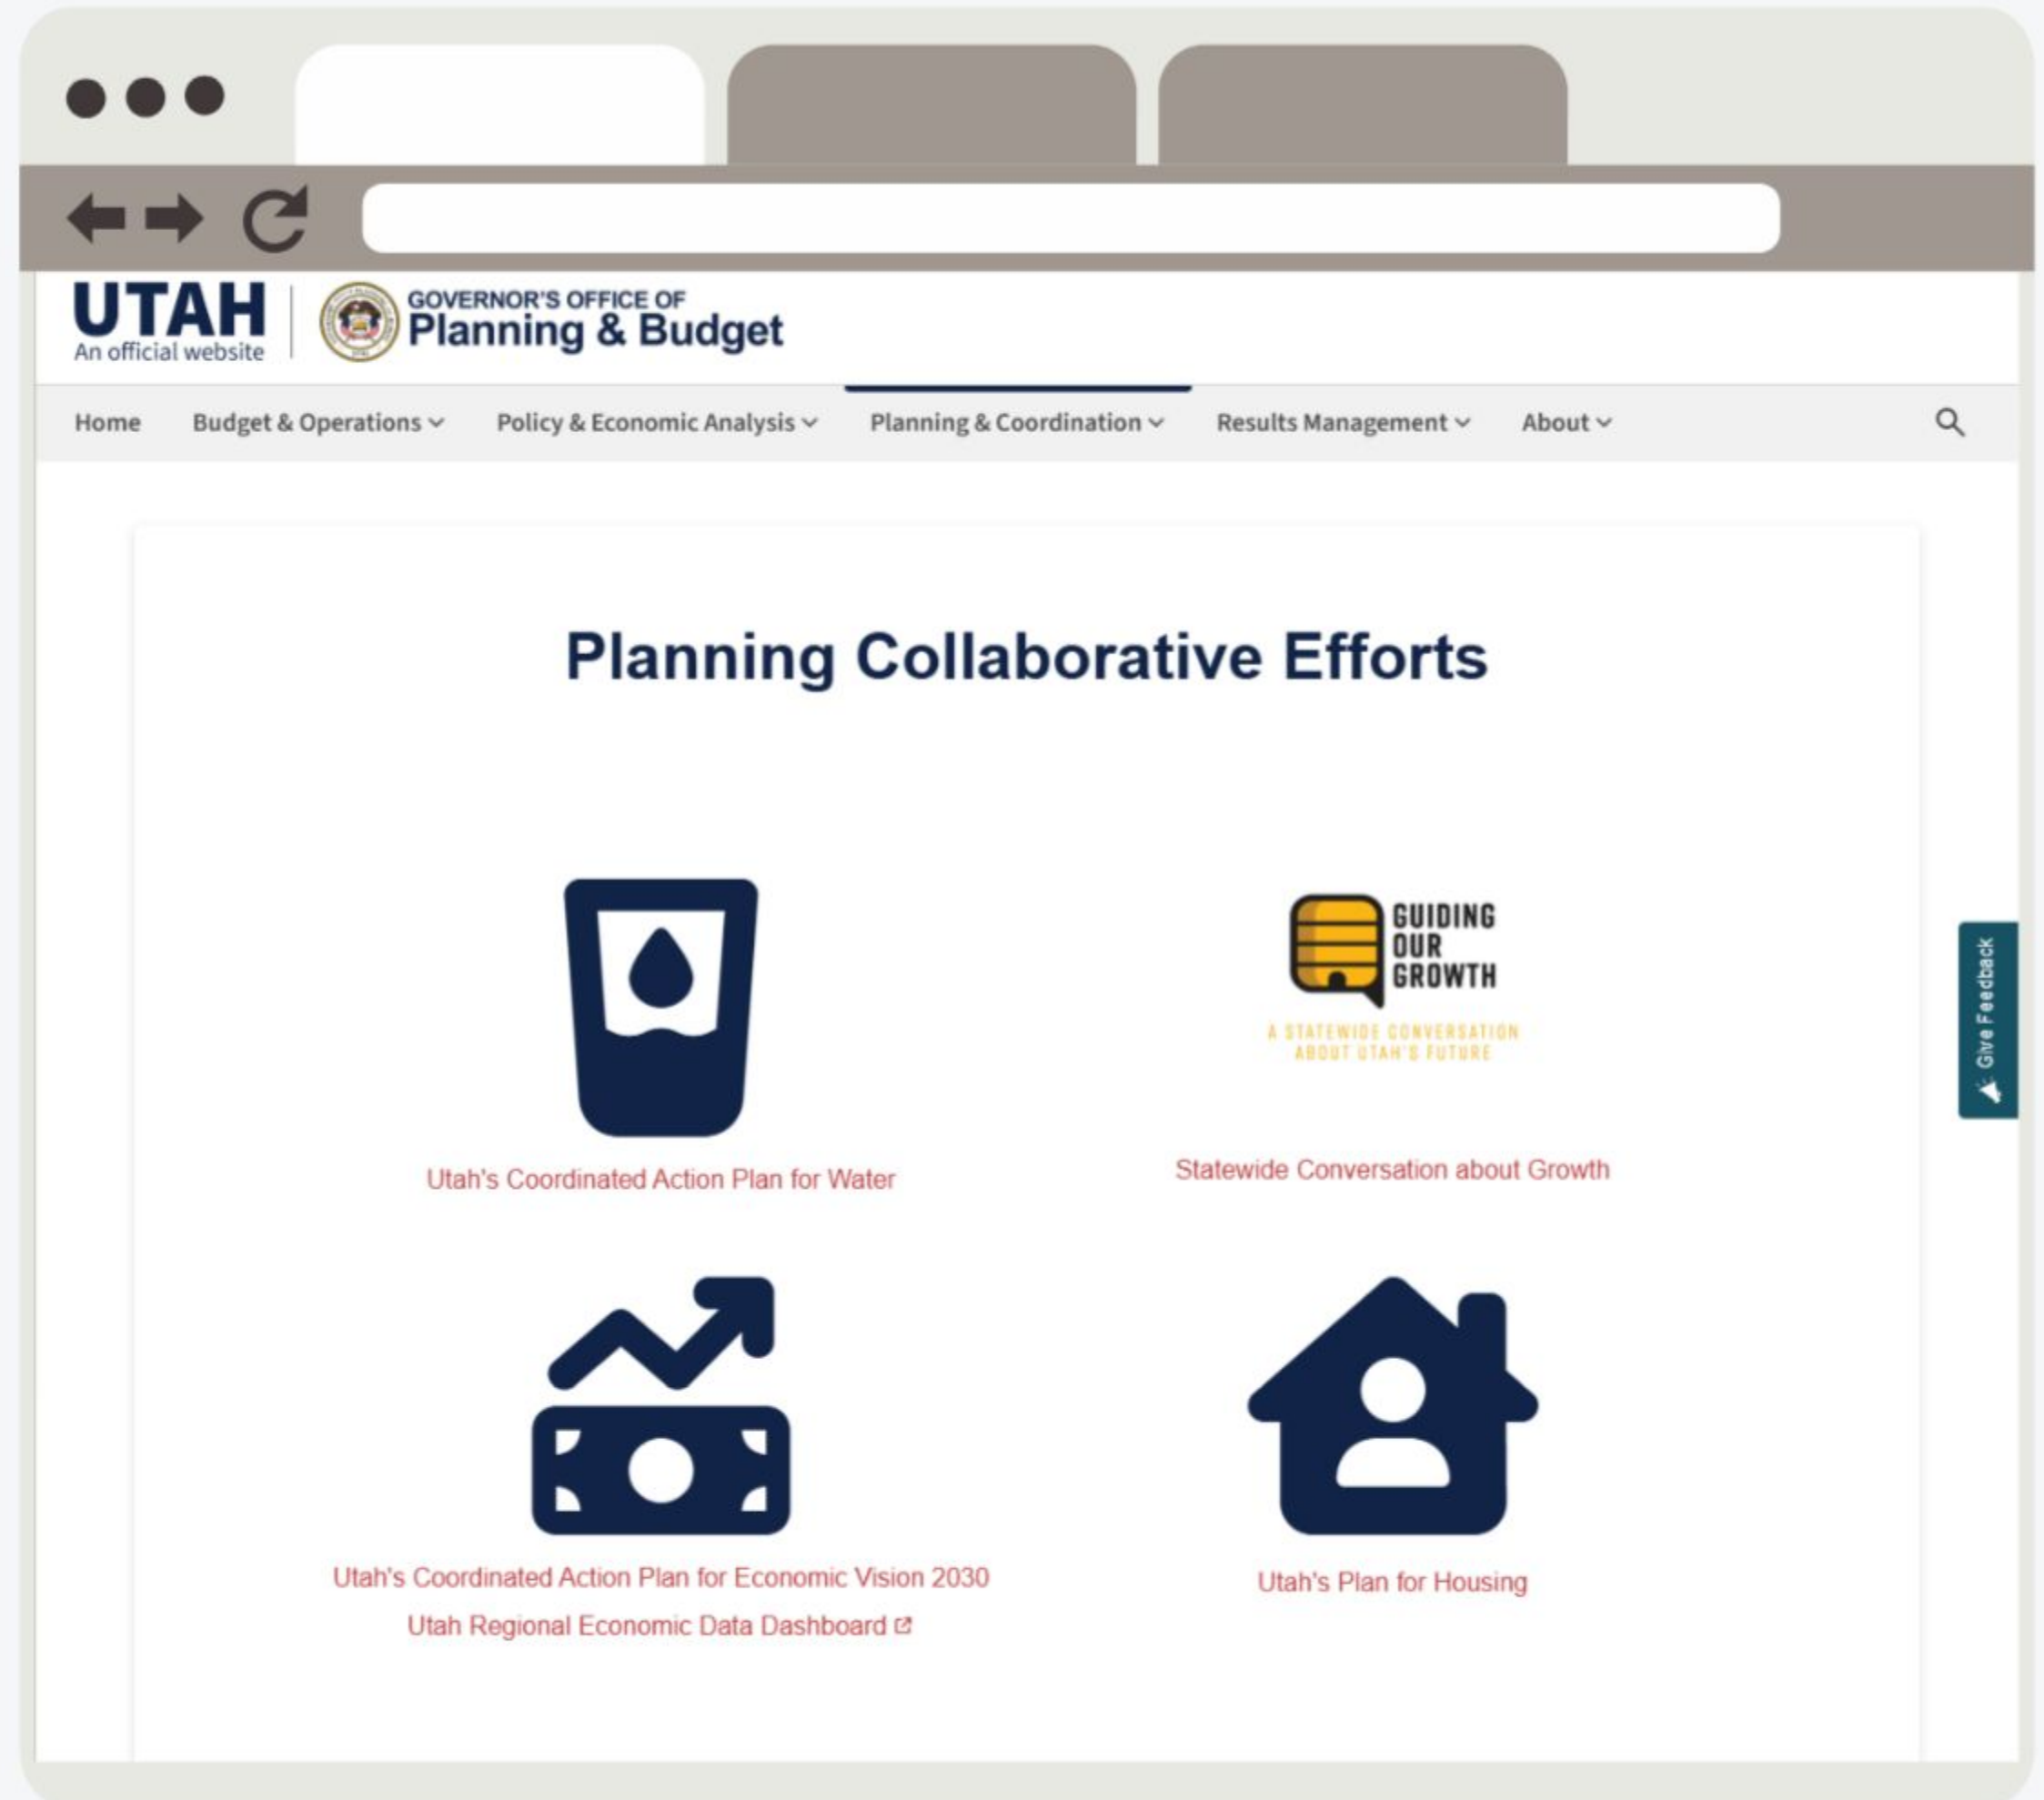 UTAH
An official website
GOVERNOR'S OFFICE OF
Planning & Budget
Home Budget & Operations Policy & Economic Analysis Planning & Coordination Results Management About
Planning Collaborative Efforts
GUIDING
OUR
GROWTH
A STATEWIDE CONVERSATION
ABOUT UTAH'S FUTURE
Give Feedback
Utah's Coordinated Action Plan for Water
Statewide Conversation about Growth
Utah's Coordinated Action Plan for Economic Vision 2030
Utah Regional Economic Data Dashboard
Utah's Plan for Housing